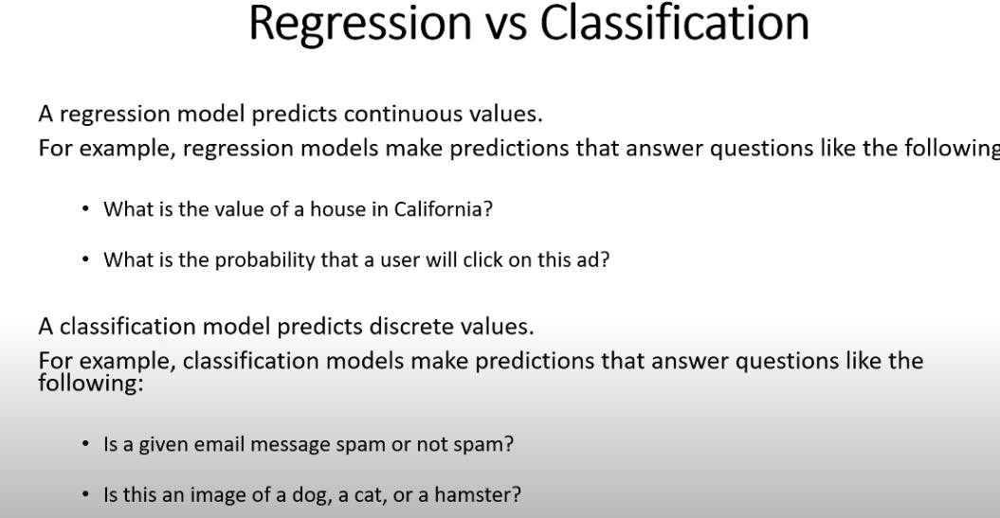 Regression vs Classification
A regression model predicts continuous values.
For example, regression models make predictions that answer questions like the following
• What is the value of a house in California?
• What is the probability that a user will click on this ad?
A classification model predicts discrete values.
For example, classification models make predictions that answer questions like the
following:
• Is a given email message spam or not spam?
• Is this an image of a dog, a cat, or a hamster?